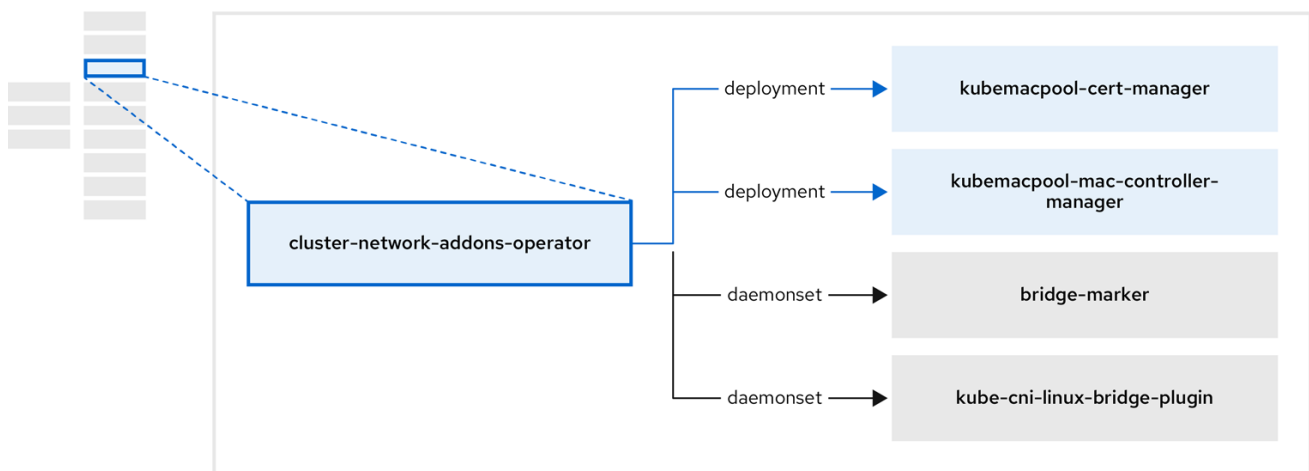 deployment
kubemacpool-cert-manager
deployment
kubemacpool-mac-controller-
manager
cluster-network-addons-operator
daemonset
bridge-marker
daemonset
kube-cni-linux-bridge-plugin